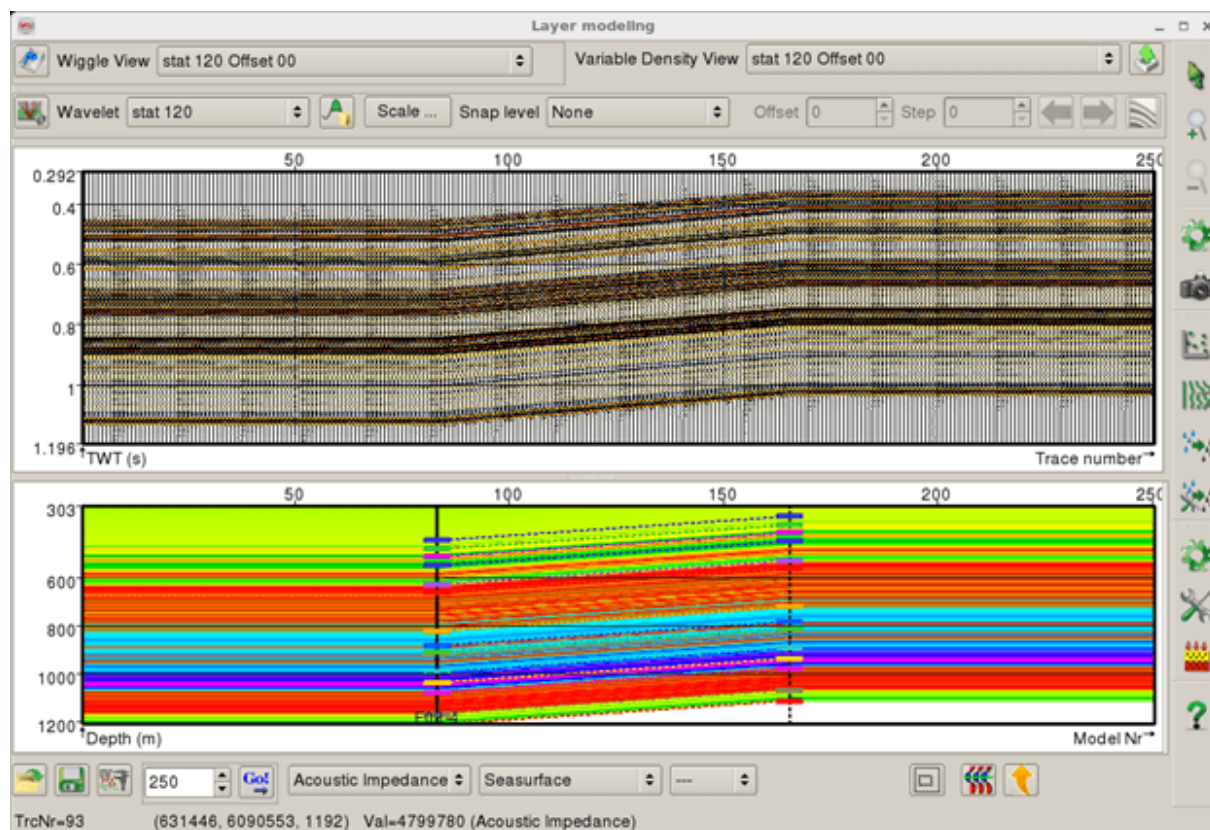 Layer modeling
Wiggle View stat 120 Offset 00 Variable Density View stat 120 Offset 00
Wavelet stat 120 Scale ... Snap level None Offset 0 Step 0
50 100 150 200 250
0.292
0.4
0.6
0.8
1
1.196
TWT (s) Trace number
50 100 150 200 250
303
600
800
1000
1200
Depth (m) Model Nr
250 Go! Acoustic Impedance Seasurface ---
TrcNr=93 (631446, 6090553, 1192) Val=4799780 (Acoustic Impedance)